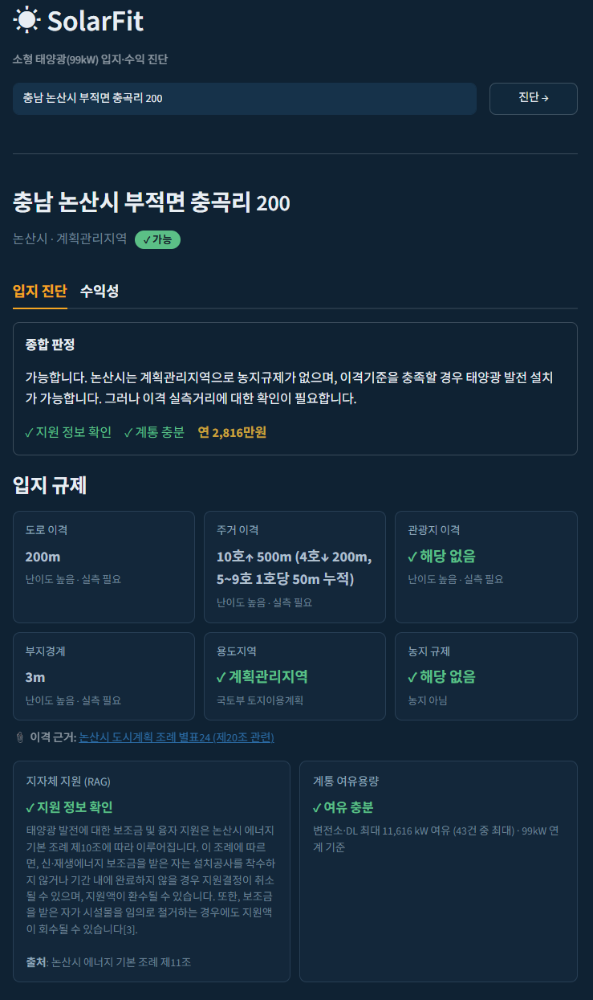 SolarFit
소형 태양광(99kW) 입지·수익 진단
충남 논산시 부적면 충곡리 200
진단 →
충남 논산시 부적면 충곡리 200
논산시 · 계획관리지역 ✓ 가능
입지 진단 수익성
종합 판정
가능합니다. 논산시는 계획관리지역으로 농지규제가 없으며, 이격기준을 충족할 경우 태양광 발전 설치
가 가능합니다. 그러나 이격 실측거리에 대한 확인이 필요합니다.
✓ 지원 정보 확인 ✓ 계통 충분 연 2,816만원
입지 규제
도로 이격
200m
난이도 높음 · 실측 필요
주거 이격
10호↑ 500m (4호↓ 200m,
5~9호 1호당 50m 누적)
난이도 높음 · 실측 필요
관광지 이격
✓ 해당 없음
난이도 높음 · 실측 필요
부지경계
3m
난이도 높음 · 실측 필요
용도지역
✓ 계획관리지역
국토부 토지이용계획
농지 규제
✓ 해당 없음
농지 아님
이격 근거: 논산시 도시계획 조례 별표24 (제20조 관련)
지자체 지원 (RAG)
✓ 지원 정보 확인
태양광 발전에 대한 보조금 및 융자 지원은 논산시 에너지
기본 조례 제10조에 따라 이루어집니다. 이 조례에 따르
면, 신·재생에너지 보조금을 받은 자는 설치공사를 착수하
지 않거나 기간 내에 완료하지 않을 경우 지원결정이 취소
될 수 있으며, 지원액이 환수될 수 있습니다. 또한, 보조금
을 받은 자가 시설물을 임의로 철거하는 경우에도 지원액
이 회수될 수 있습니다[3].
출처: 논산시 에너지 기본 조례 제11조
계통 여유용량
✓ 여유 충분
변전소·DL 최대 11,616 kW 여유 (43건 중 최대) · 99kW 연
계 기준